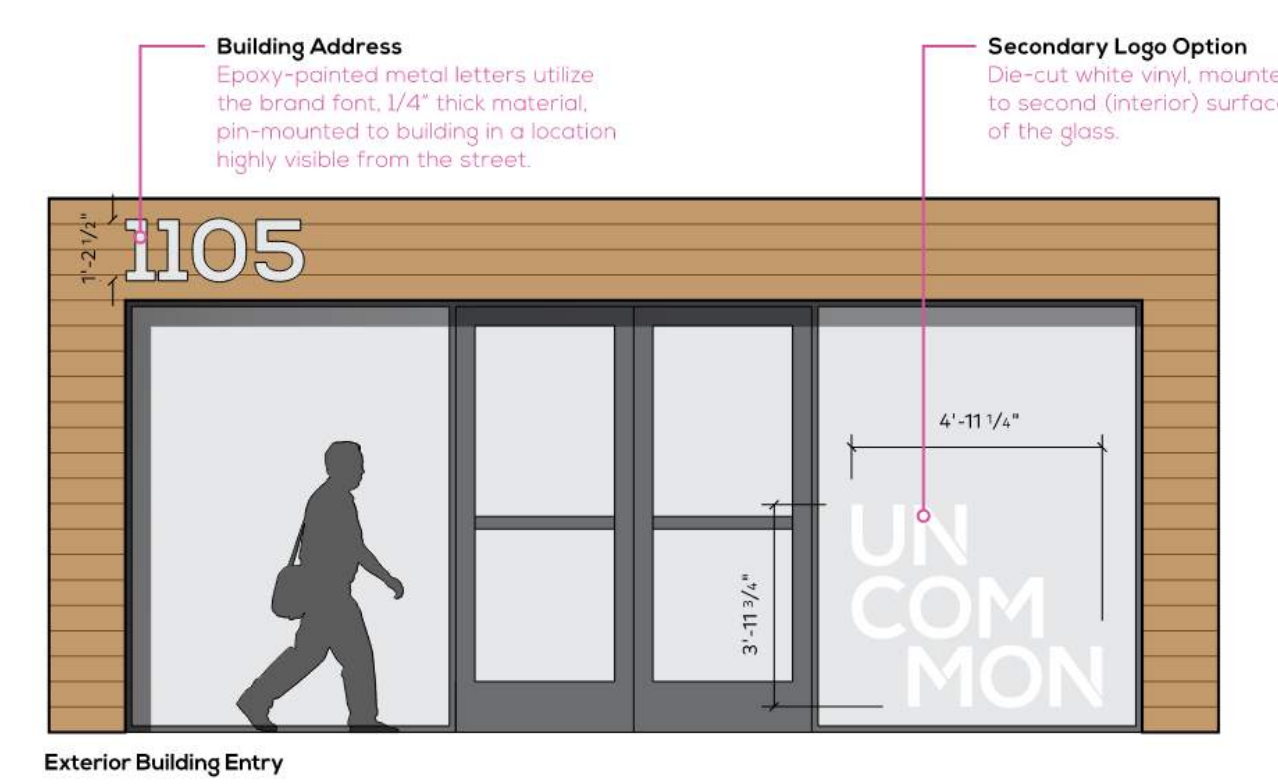 Building Address
Epoxy-painted metal letters utilize
the brand font, 1/4" thick material,
pin-mounted to building in a location
highly visible from the street.
Secondary Logo Option
Die-cut white vinyl, mounte
to second (interior) surfac
of the glass.
1'-2 1/2"
1105
4'-11 1/4"
3'-11 3/4"
UN
COM
MON
Exterior Building Entry